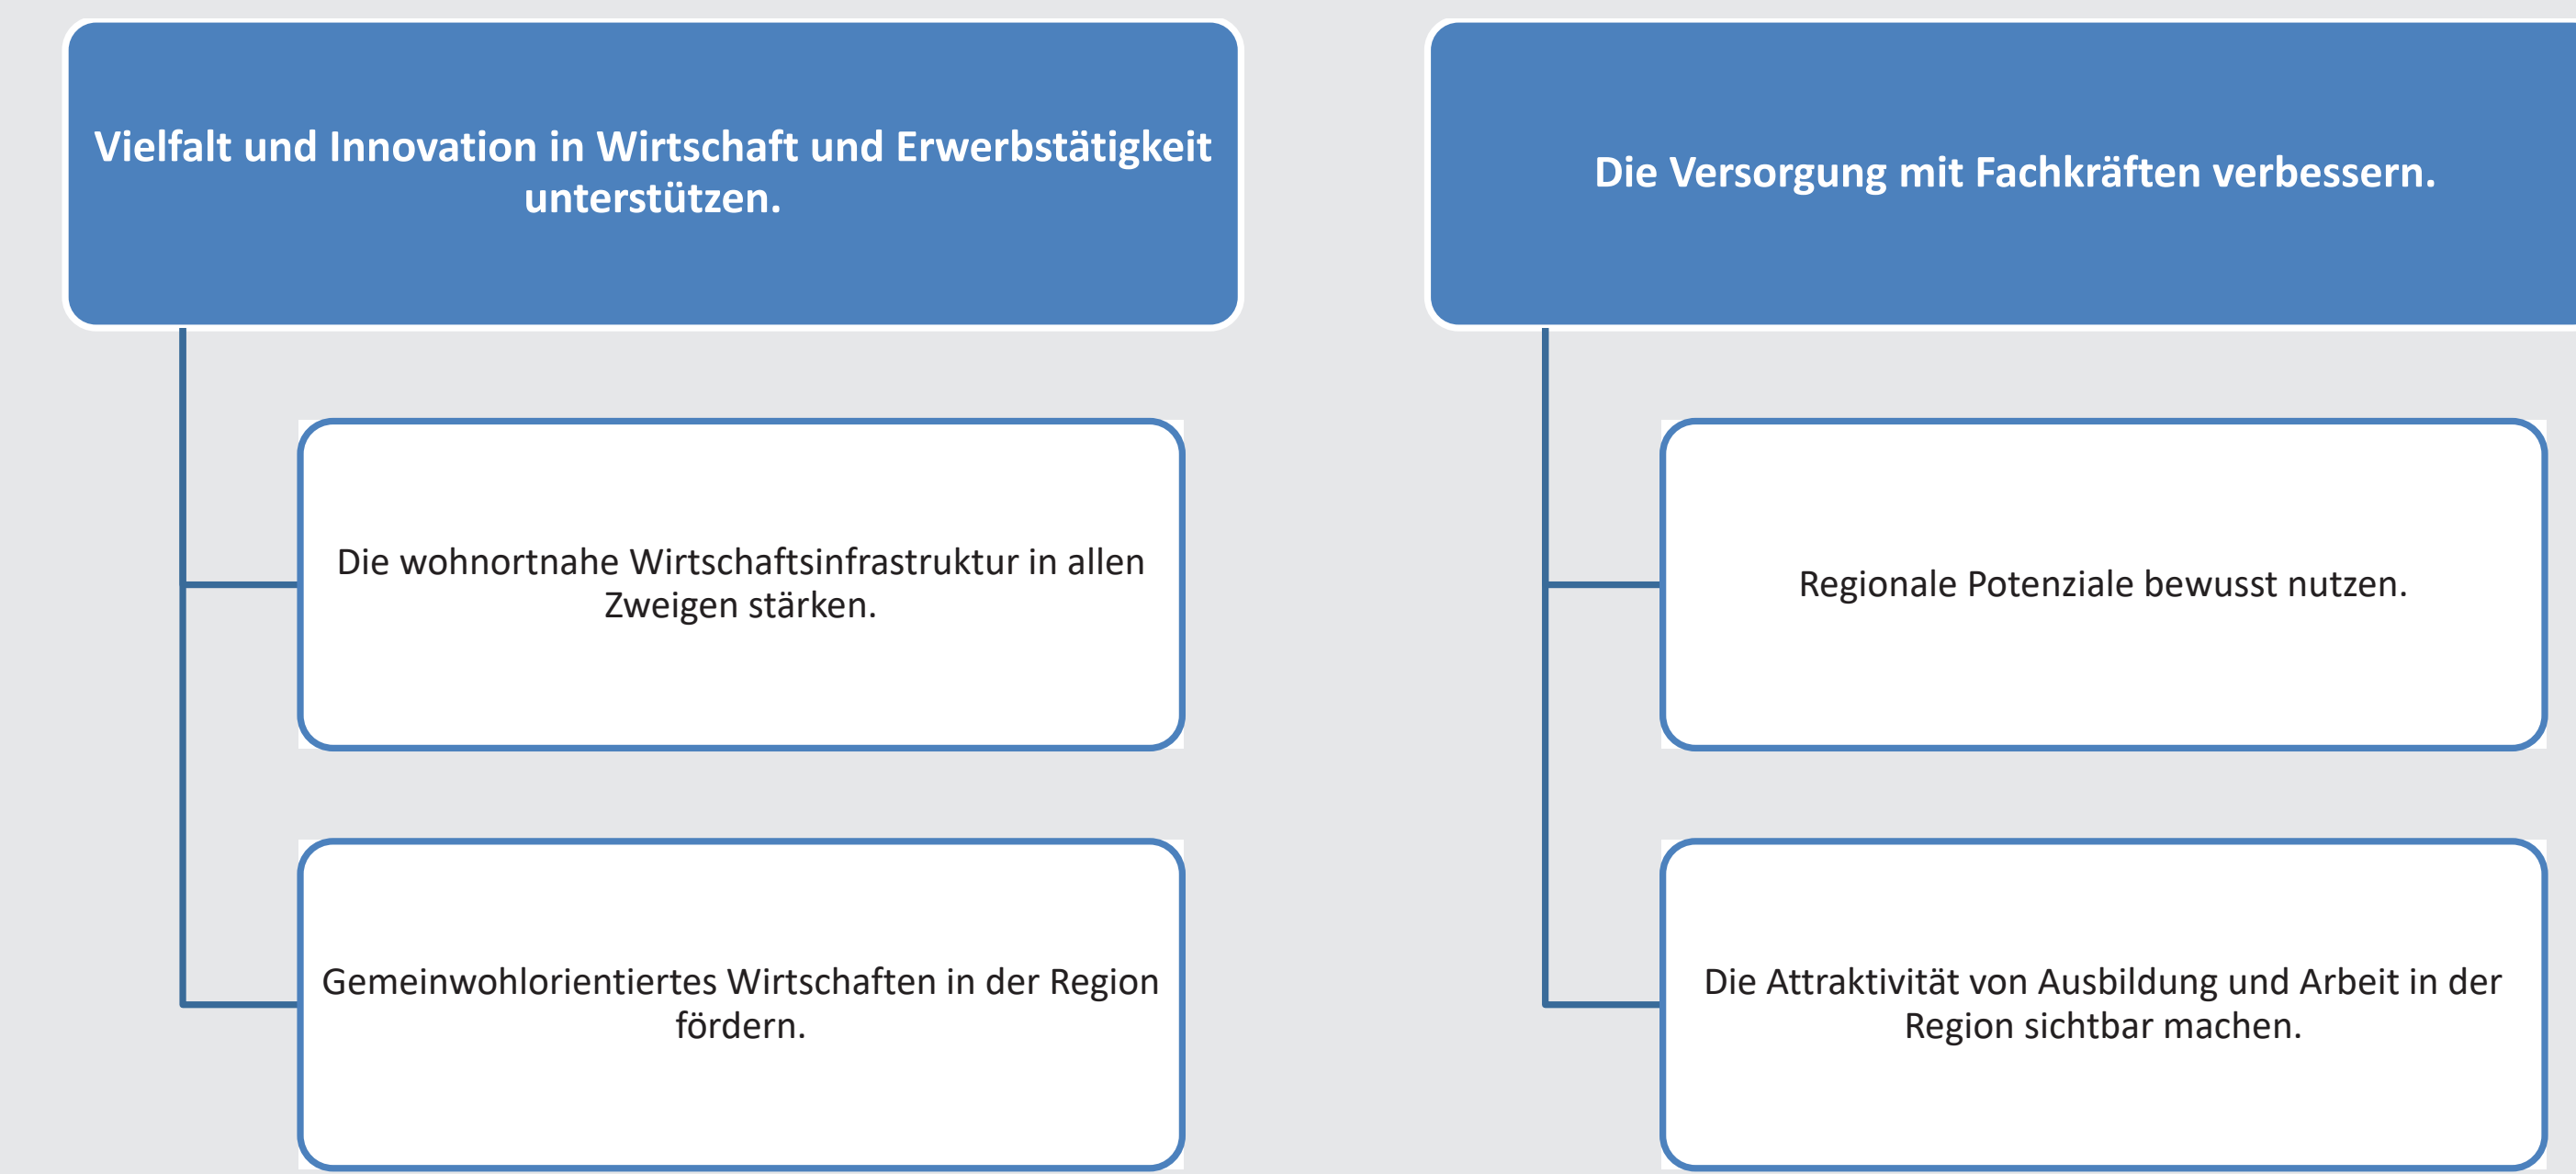 Vielfalt und Innovation in Wirtschaft und Erwerbstätigkeit
unterstützen.
Die wohnortnahe Wirtschaftsinfrastruktur in allen
Zweigen stärken.
Gemeinwohlorientiertes Wirtschaften in der Region
fördern.
Die Versorgung mit Fachkräften verbessern.
Regionale Potenziale bewusst nutzen.
Die Attraktivität von Ausbildung und Arbeit in der
Region sichtbar machen.